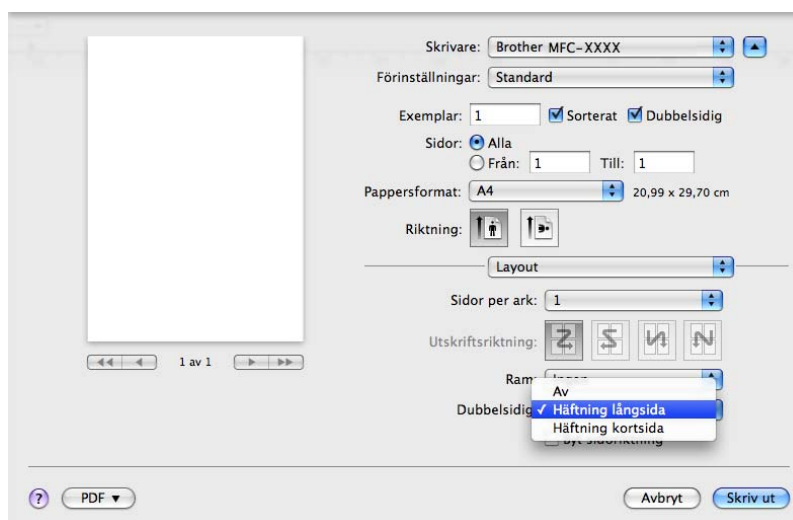 Skrivare: Brother MFC-XXXX
Förinställningar: Standard
Exemplar: 1 Sorterat Dubbelsidig
Sidor: Alla
Från: 1 Till: 1
Pappersformat: A4 20,99 x 29,70 cm
Riktning:
Layout
Sidor per ark: 1
Utskriftsriktning:
1 av 1
Ram: Ingen
Av
Dubbelsidig ✓ Häftning långsida
Häftning kortsida
sidoriktning
? PDF ▼ Avbryt Skriv ut